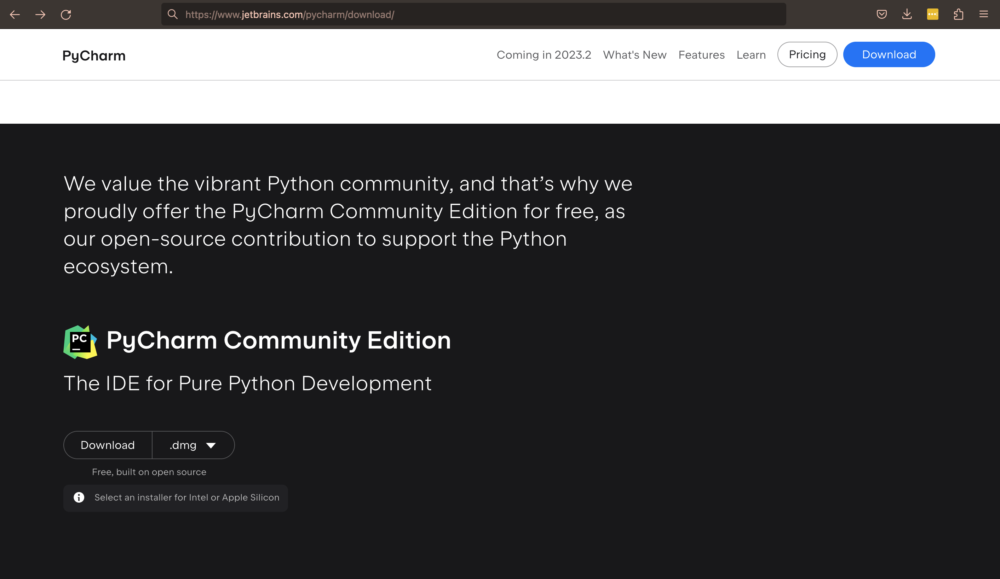 https://www.jetbrains.com/pycharm/download/
PyCharm
Coming in 2023.2
What's New
Features
Learn
Pricing
Download
We value the vibrant Python community, and that’s why we
proudly offer the PyCharm Community Edition for free, as
our open-source contribution to support the Python
ecosystem.
PC
PyCharm Community Edition
The IDE for Pure Python Development
Download
.dmg
Free, built on open source
Select an installer for Intel or Apple Silicon